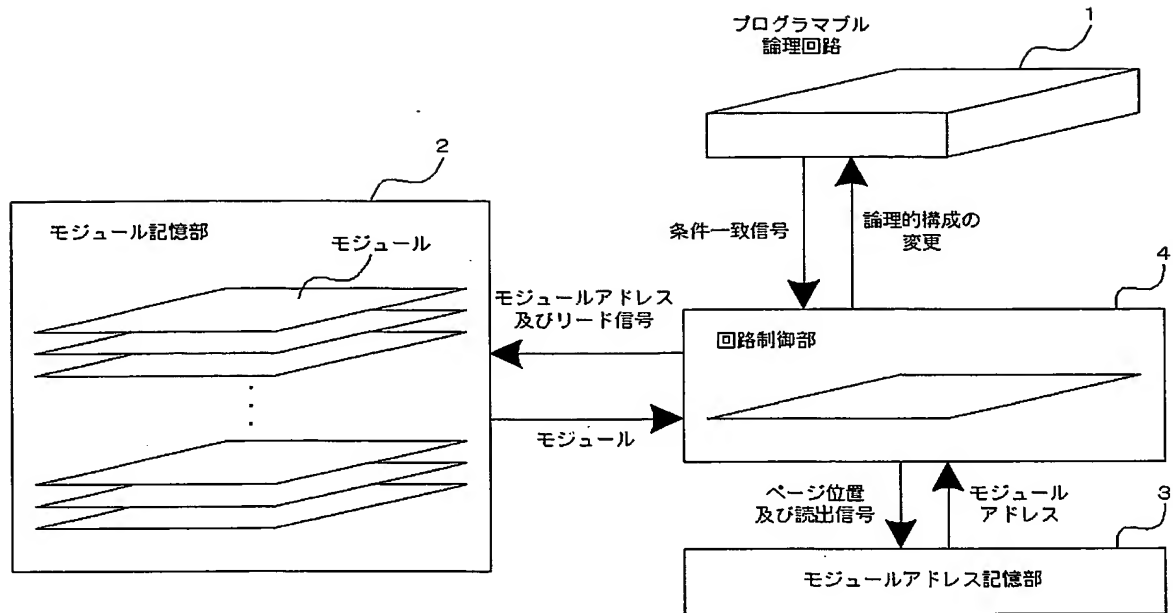 プログラマブル
論理回路
1
2
モジュール記憶部
モジュール
条件一致信号
論理的構成の
変更
4
モジュールアドレス
及びリード信号
回路制御部
モジュール
ページ位置
及び読出信号
モジュール
アドレス
3
モジュールアドレス記憶部